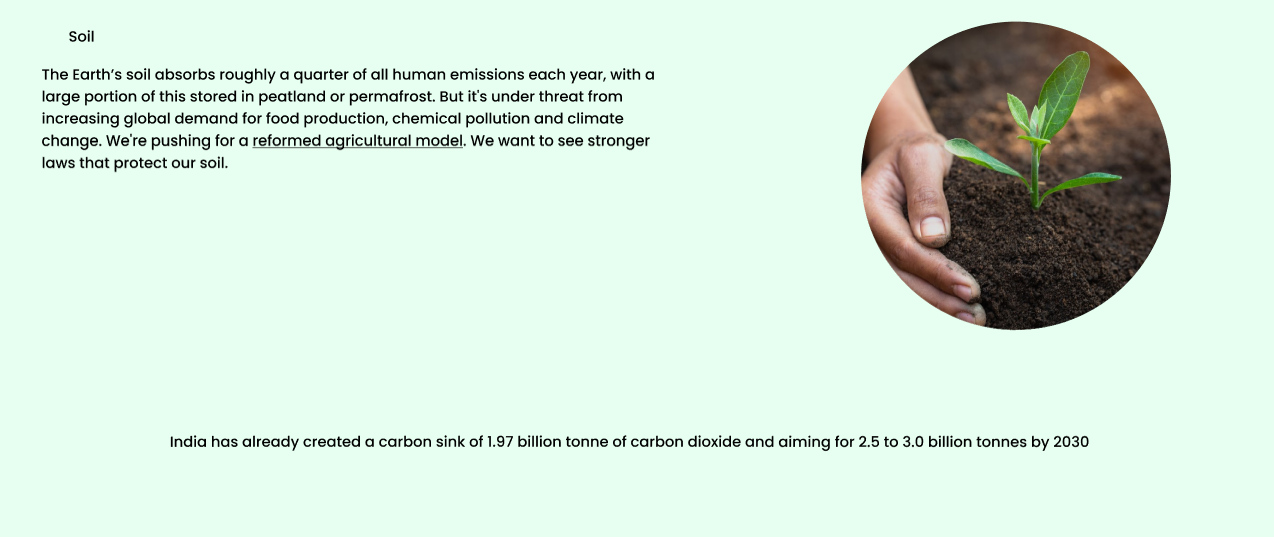 Soil
The Earth’s soil absorbs roughly a quarter of all human emissions each year, with a
large portion of this stored in peatland or permafrost. But it's under threat from
increasing global demand for food production, chemical pollution and climate
change. We're pushing for a reformed agricultural model. We want to see stronger
laws that protect our soil.
India has already created a carbon sink of 1.97 billion tonne of carbon dioxide and aiming for 2.5 to 3.0 billion tonnes by 2030